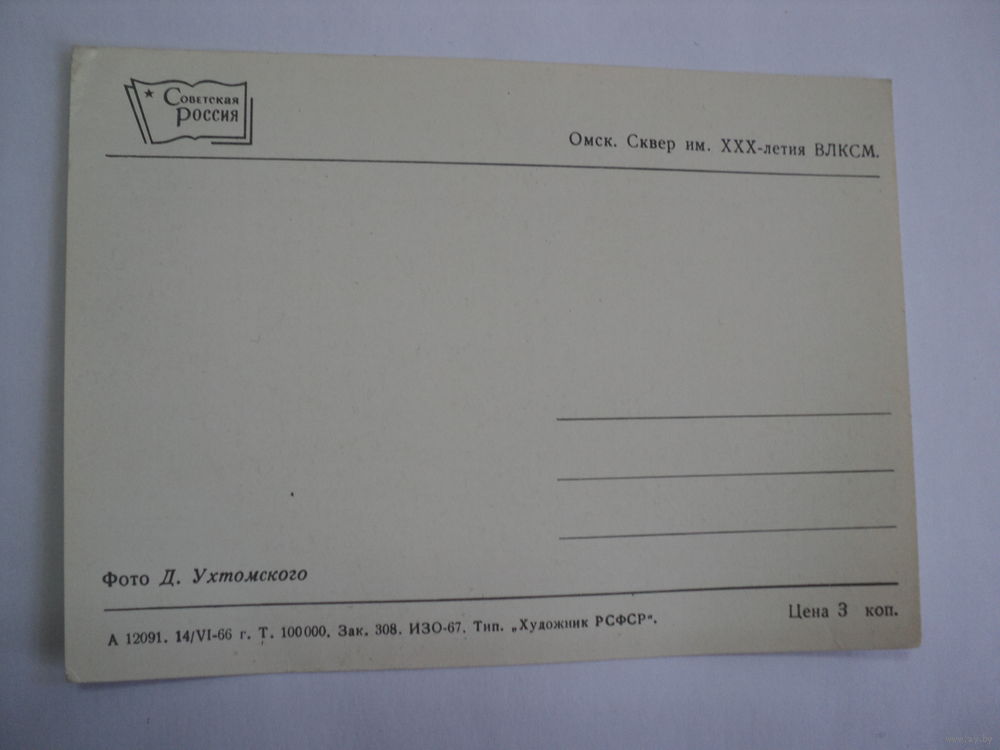 Советская
Россия
Омск. Сквер им. XXX-летия ВЛКСМ.
Фото Д. Ухтомского
А 12091. 14/VI-66 г. Т. 100000. Зак. 308. ИЗО-67. Тип. „Художник РСФСР“.
Цена 3 коп.